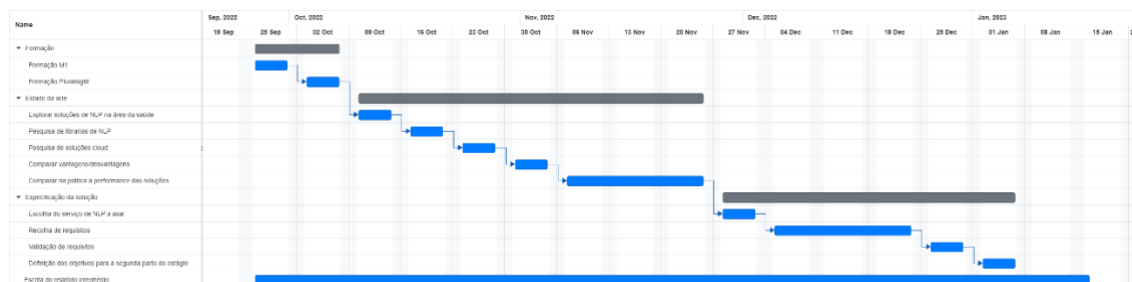 Name
Sep, 2022 Oct, 2022 Nov, 2022 Dec, 2022 Jan, 2023
19 Sep 25 Sep 02 Oct 09 Oct 16 Oct 23 Oct 30 Oct 06 Nov 13 Nov 20 Nov 27 Nov 04 Dec 11 Dec 18 Dec 25 Dec 01 Jan 08 Jan 15 Jan
Formação
Formação M1
Formação Pluralsight
Estado da arte
Explorar soluções de NLP na área da saúde
Pesquisa de librarias de NLP
Pesquisa de soluções cloud
Comparar vantagens/desvantagens
Comparar na prática a performance das soluções
Especificação da solução
Escolha do serviço de NLP a usar
Recolha de requisitos
Validação de requisitos
Definição dos objetivos para a segunda parte do estágio
Escrita do relatório intermédio